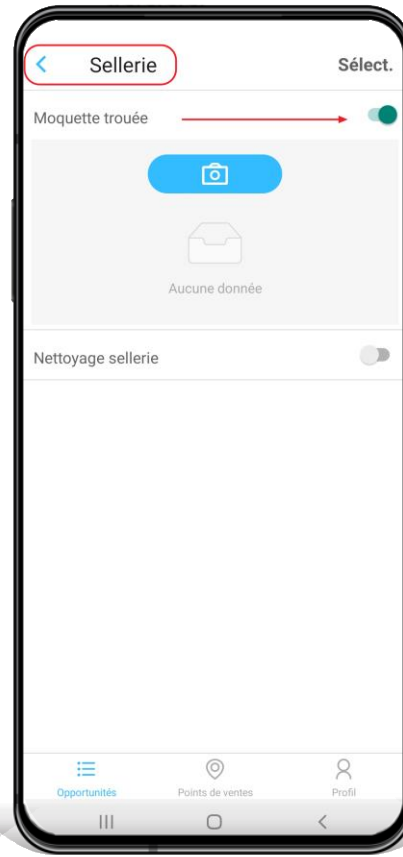 Sellerie
Sélect.
Moquette trouée
Aucune donnée
Nettoyage sellerie
Opportunités
Points de ventes
Profil